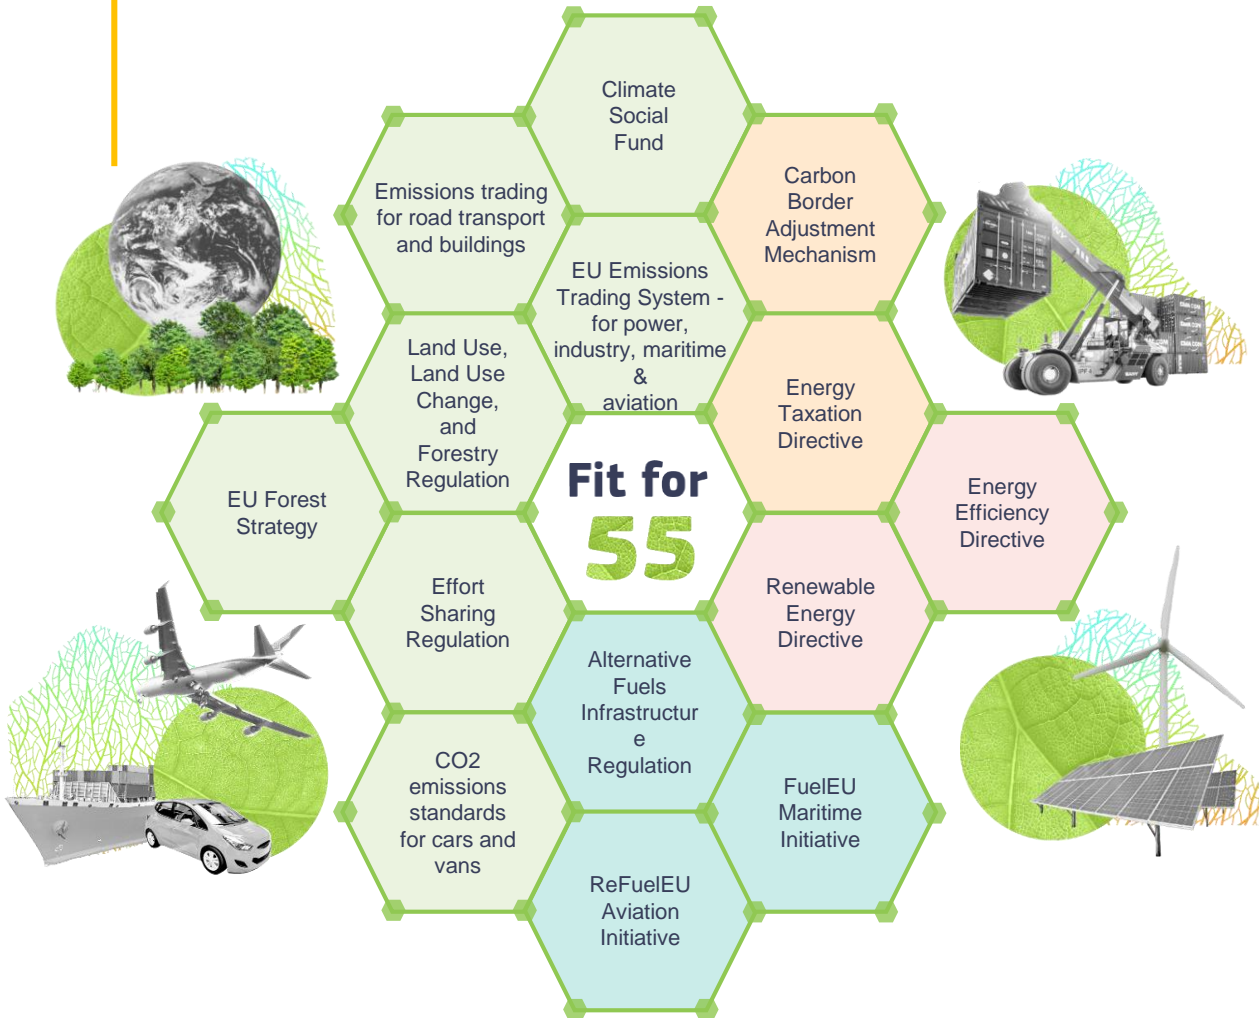 Climate
Social
Fund
Emissions trading
for road transport
and buildings
Carbon
Border
Adjustment
Mechanism
EU Emissions
Trading System -
for power,
industry, maritime
&
aviation
Land Use,
Land Use
Change,
and
Forestry
Regulation
Energy
Taxation
Directive
EU Forest
Strategy
Fit for
55
Energy
Efficiency
Directive
Effort
Sharing
Regulation
Renewable
Energy
Directive
Alternative
Fuels
Infrastructur
e
Regulation
CO2
emissions
standards
for cars and
vans
FuelEU
Maritime
Initiative
ReFuelEU
Aviation
Initiative